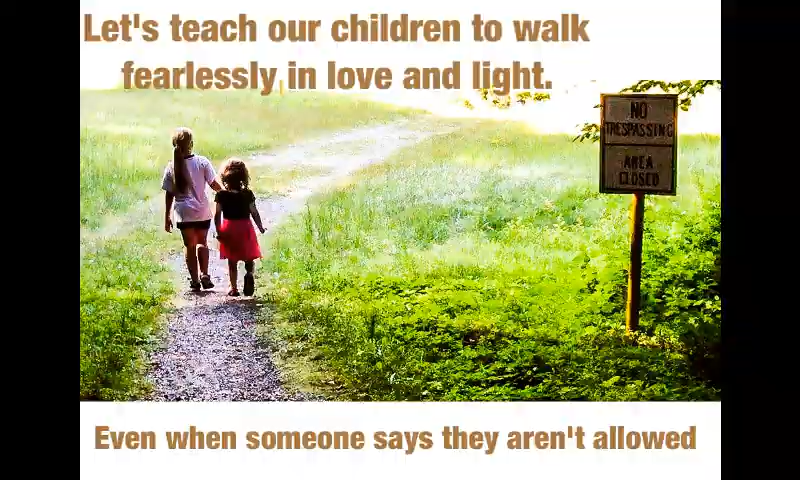 Let's teach our children to walk
fearlessly in love and light.
NO
TRESPASSING
AREA
CLOSED
Even when someone says they aren't allowed